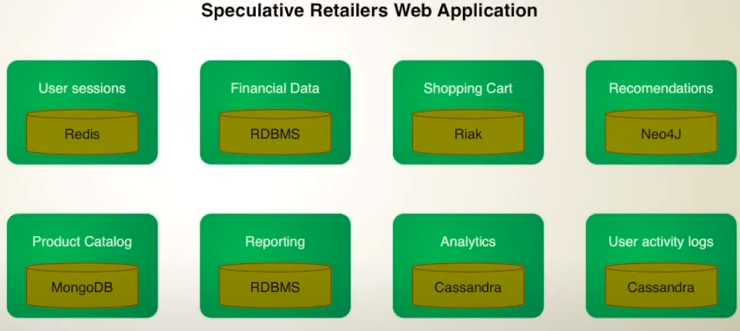 Speculative Retailers Web Application
User sessions
Redis
Financial Data
RDBMS
Shopping Cart
Riak
Recomendations
Neo4J
Product Catalog
MongoDB
Reporting
RDBMS
Analytics
Cassandra
User activity logs
Cassandra